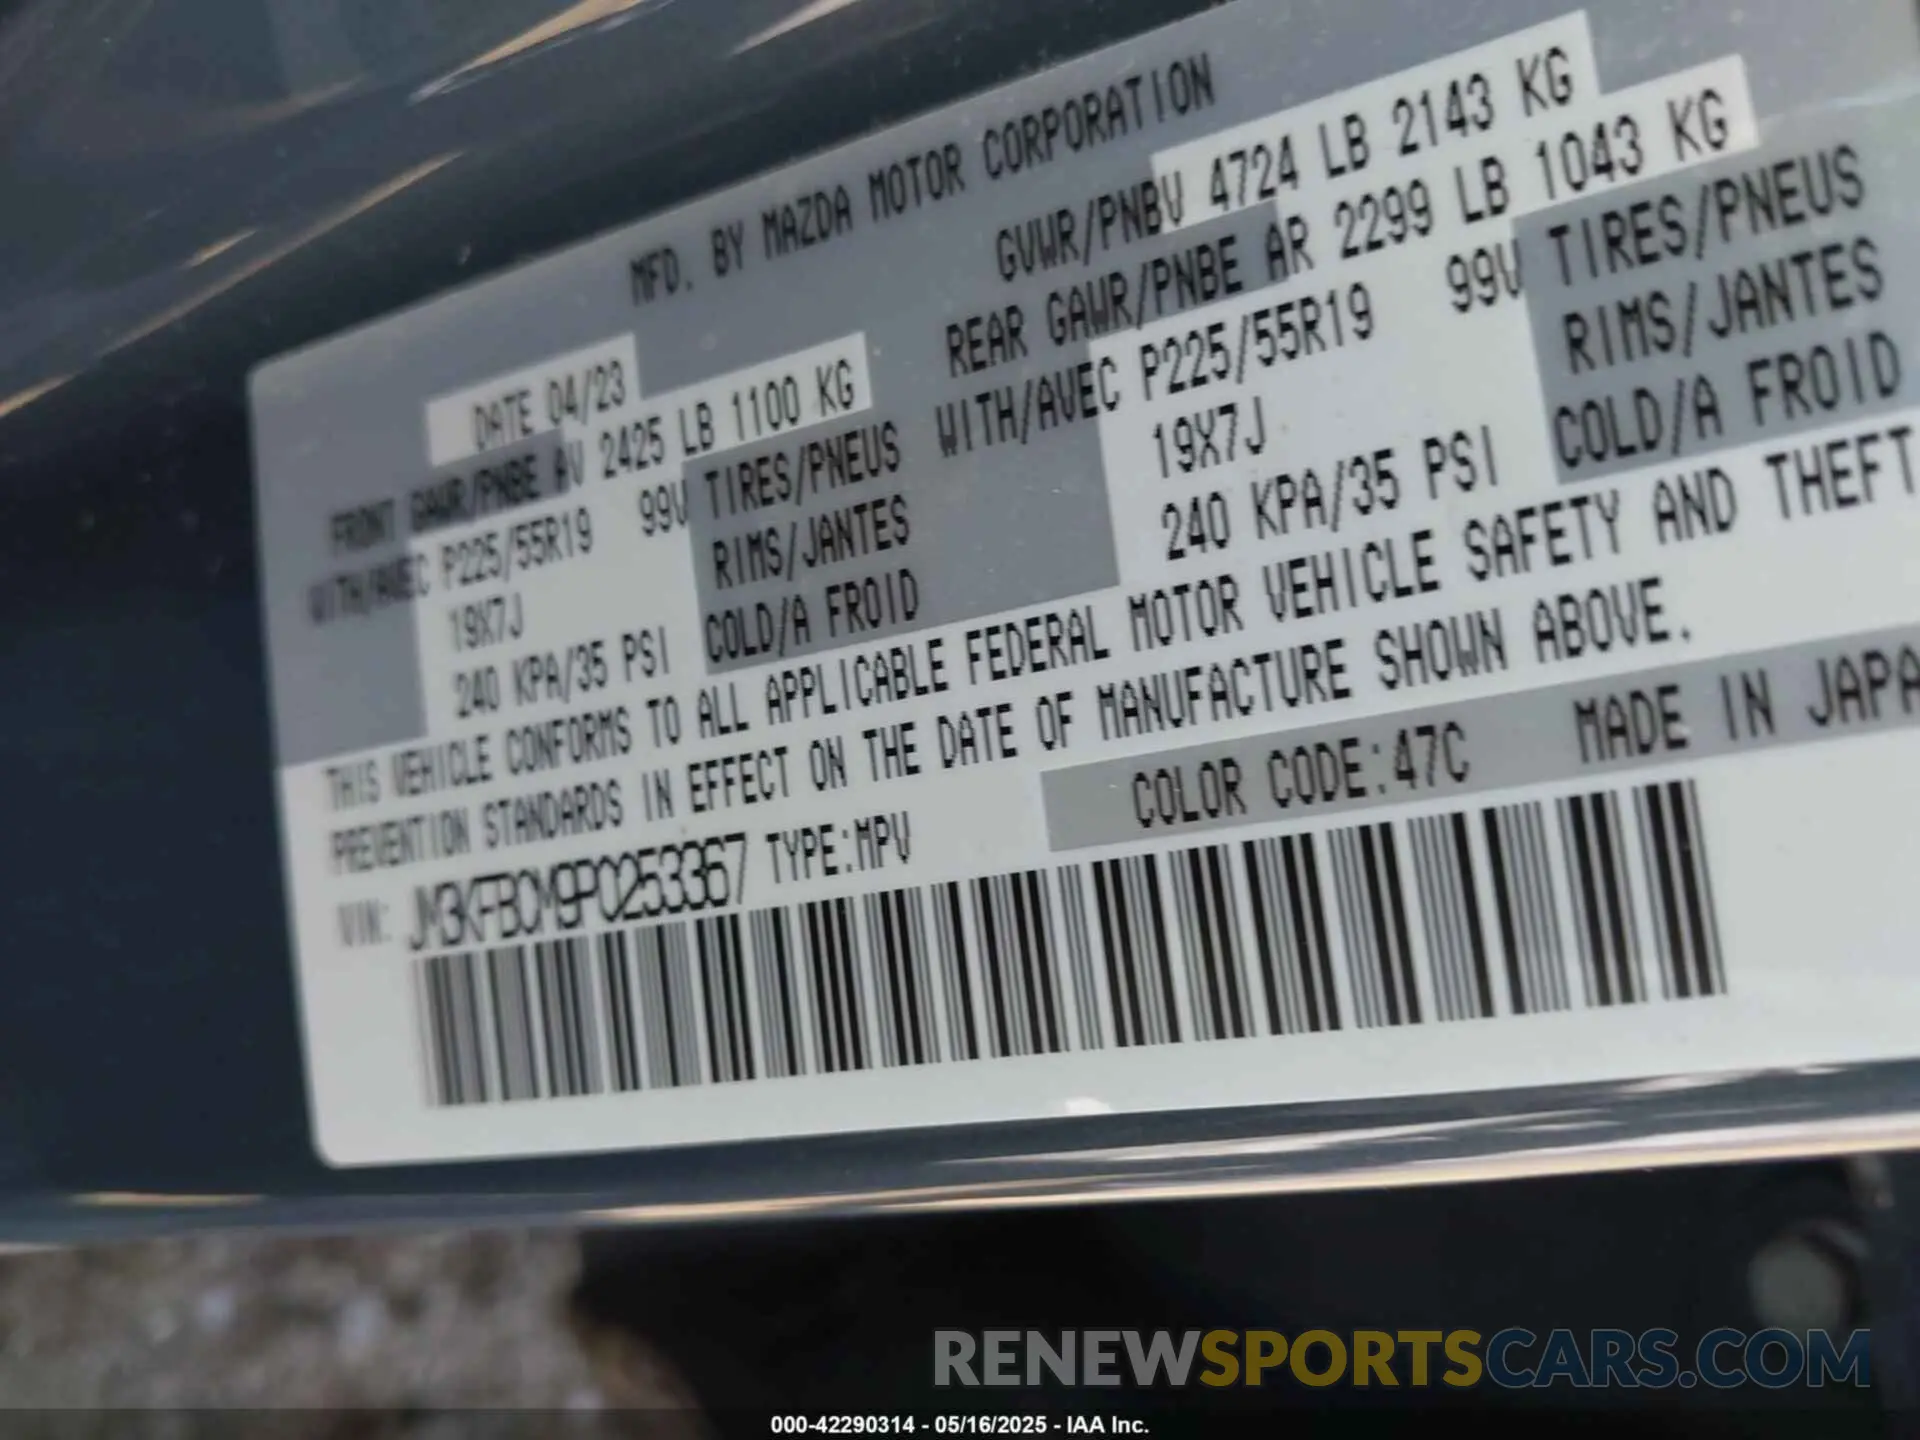 MFD. BY MAZDA MOTOR CORPORATION
DATE 04/23
GVWR/PNBV 4724 LB 2143 KG
FRONT GAWR/PNBE AV 2425 LB 1100 KG
REAR GAWR/PNBE AR 2299 LB 1043 KG
WITH/AVEC P225/55R19 99V TIRES/PNEUS
WITH/AVEC P225/55R19 99V TIRES/PNEUS
19X7J RIMS/JANTES
19X7J RIMS/JANTES
240 KPA/35 PSI COLD/A FROID
240 KPA/35 PSI COLD/A FROID
THIS VEHICLE CONFORMS TO ALL APPLICABLE FEDERAL MOTOR VEHICLE SAFETY AND THEFT
PREVENTION STANDARDS IN EFFECT ON THE DATE OF MANUFACTURE SHOWN ABOVE.
VIN: JM3KFBCM9P0253367 TYPE:MPV
COLOR CODE:47C MADE IN JAPA
RENEWSPORTSCARS.COM
000-42290314 - 05/16/2025 - IAA Inc.